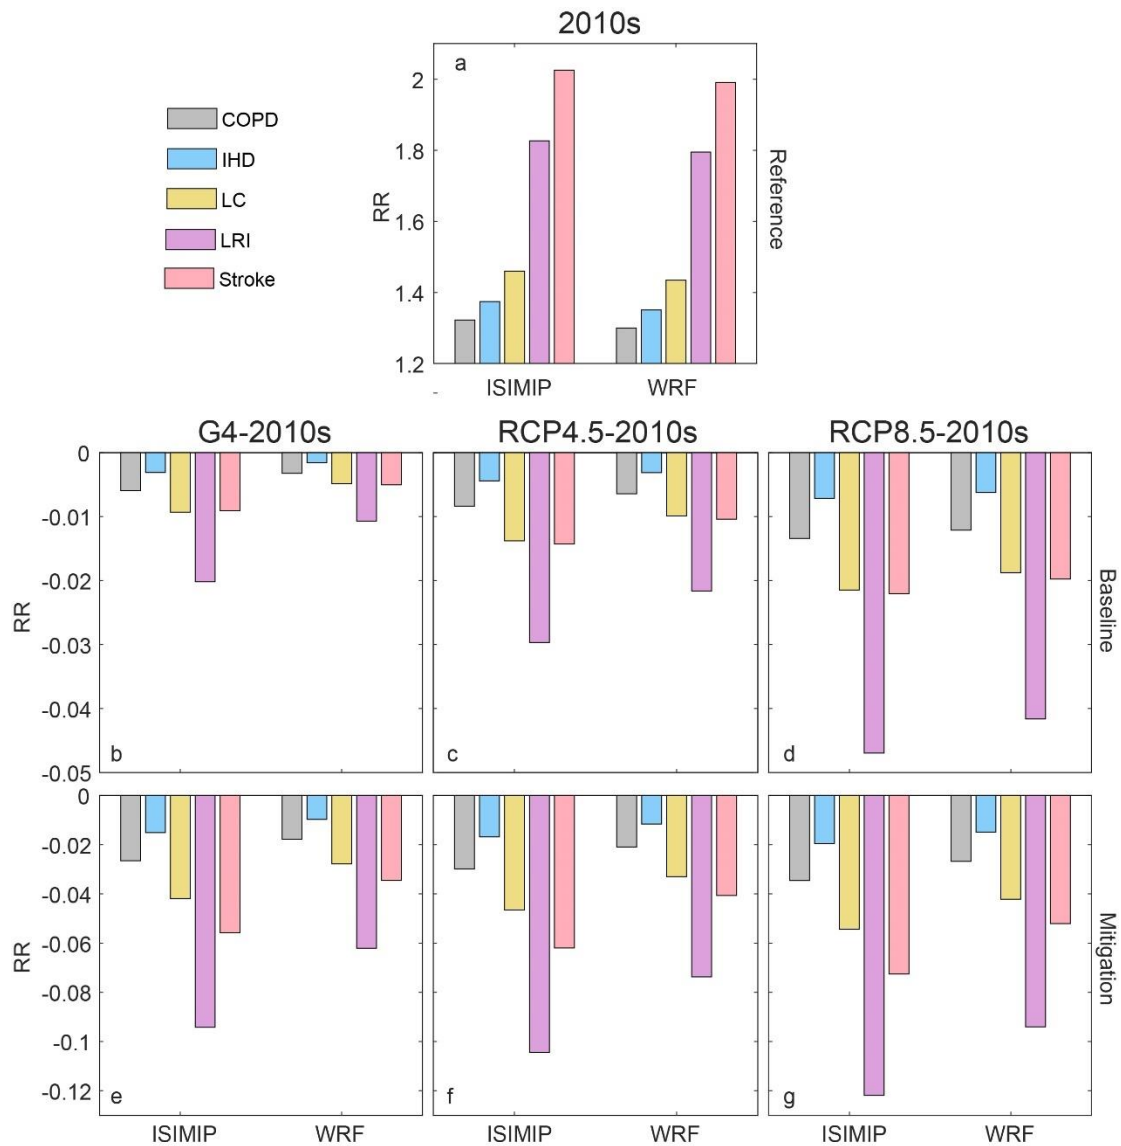 2010s
a
COPD
IHD
LC
LRI
Stroke
RR
2
1.8
1.6
1.4
1.2
Reference
ISIMIP WRF
G4-2010s RCP4.5-2010s RCP8.5-2010s
0
-0.01
-0.02
-0.03
-0.04
-0.05
RR
b c d
Baseline
0
-0.02
-0.04
-0.06
-0.08
-0.1
-0.12
RR
e f g
Mitigation
ISIMIP WRF ISIMIP WRF ISIMIP WRF